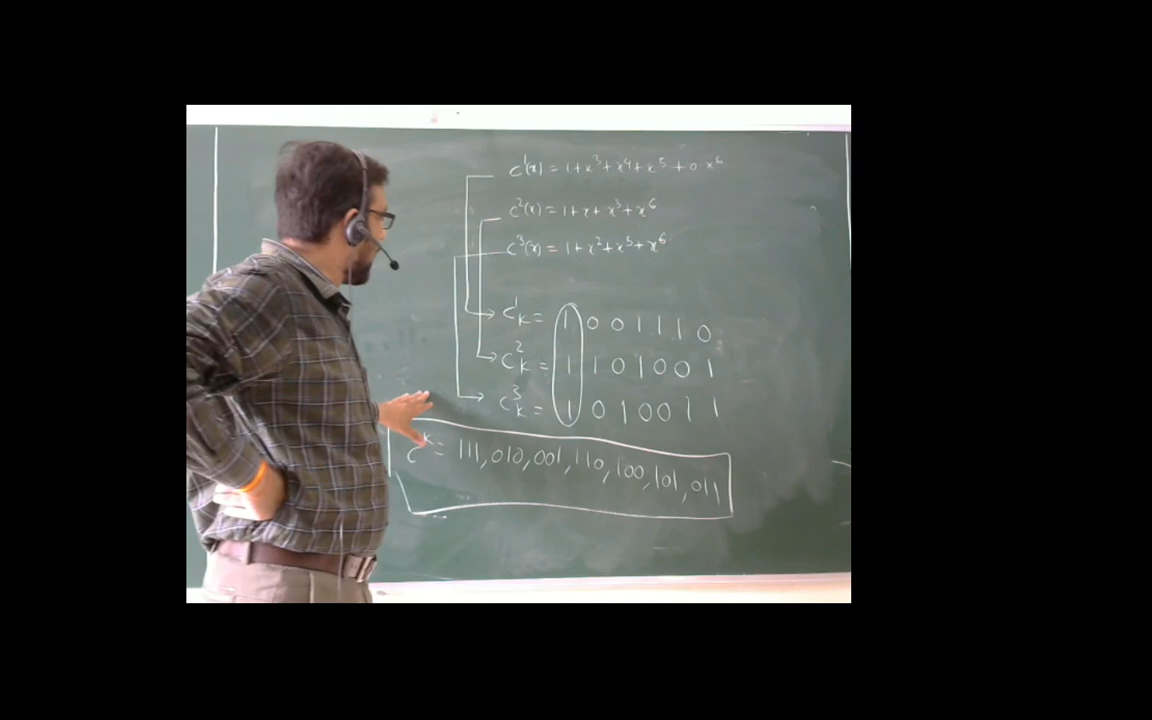 c¹(x) = 1+x³+x⁴+x⁵+0·x⁶
c²(x) = 1+x+x³+x⁶
c³(x) = 1+x²+x⁵+x⁶
C¹ₖ = 1 0 0 1 1 1 0
C²ₖ = 1 1 0 1 0 0 1
C³ₖ = 1 0 1 0 0 1 1
Cᴷ = 111,010,001,110,100,101,011